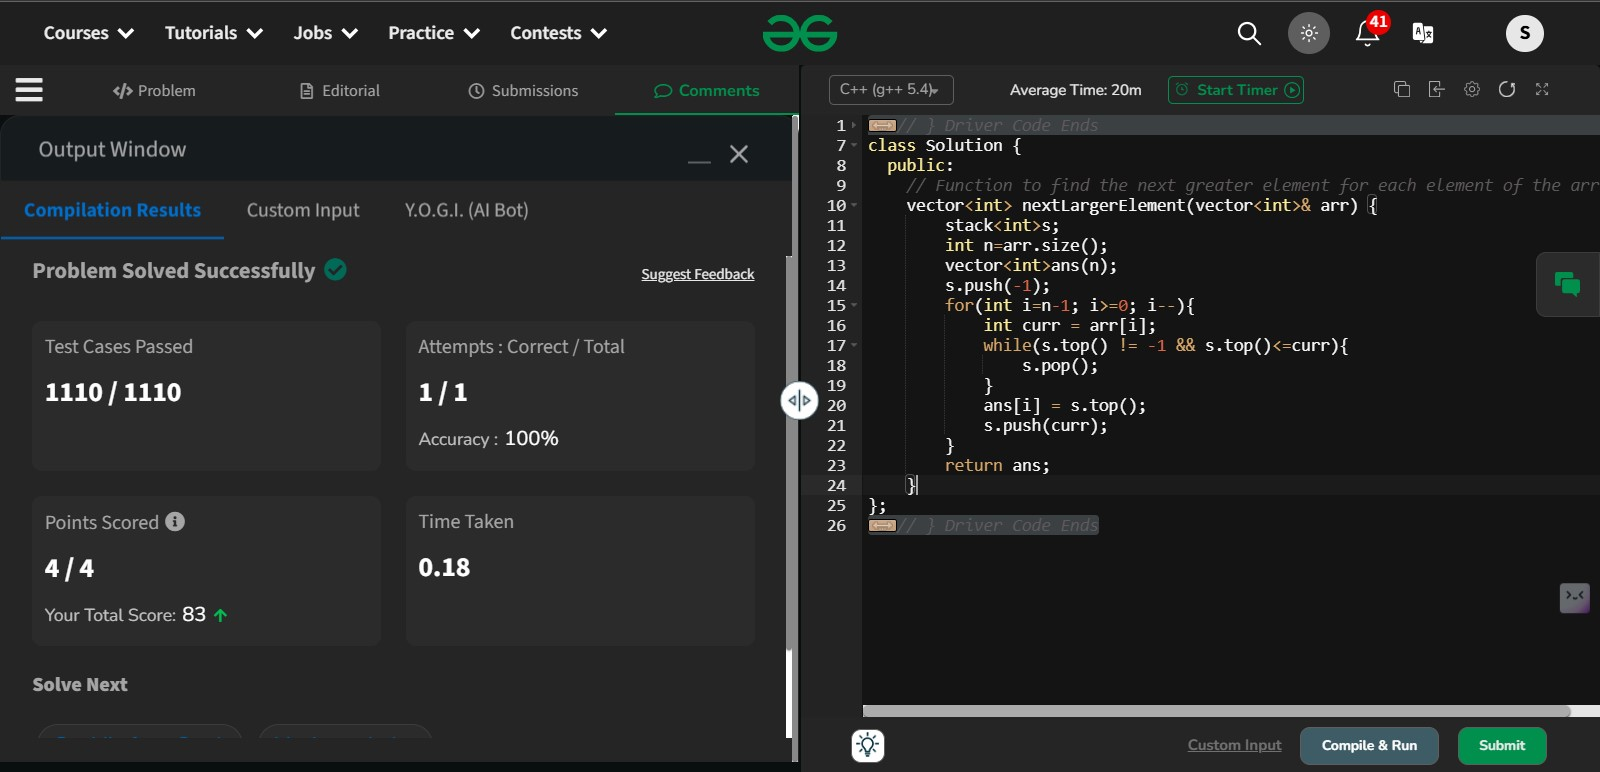 Courses Tutorials Jobs Practice Contests 41 S
Problem Editorial Submissions Comments
Output Window
Compilation Results Custom Input Y.O.G.I. (AI Bot)
Problem Solved Successfully
Suggest Feedback
Test Cases Passed
1110 / 1110
Attempts : Correct / Total
1 / 1
Accuracy : 100%
Points Scored
4 / 4
Your Total Score: 83
Time Taken
0.18
Solve Next
C++ (g++ 5.4) Average Time: 20m Start Timer
1 // } Driver Code Ends
7 class Solution {
8 public:
9 // Function to find the next greater element for each element of the arr
10 vector<int> nextLargerElement(vector<int>& arr) {
11 stack<int>s;
12 int n=arr.size();
13 vector<int>ans(n);
14 s.push(-1);
15 for(int i=n-1; i>=0; i--){
16 int curr = arr[i];
17 while(s.top() != -1 && s.top()<=curr){
18 s.pop();
19 }
20 ans[i] = s.top();
21 s.push(curr);
22 }
23 return ans;
24 }
25 };
26 // } Driver Code Ends
Custom Input Compile & Run Submit